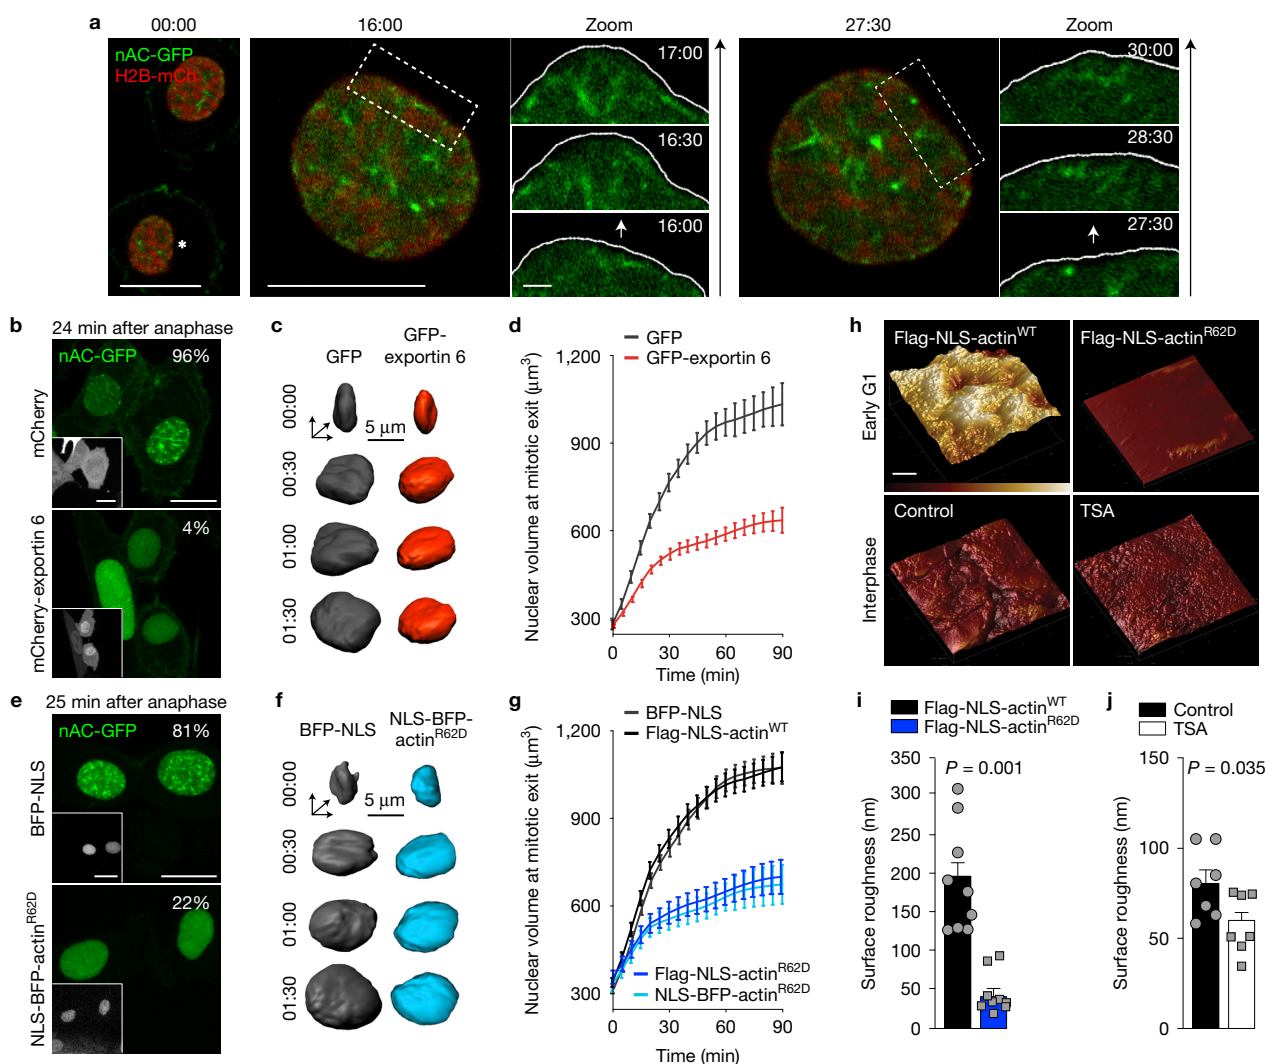 a
00:00
16:00
Zoom
27:30
Zoom
nAC-GFP
H2B-mCh
*
17:00
16:30
16:00
30:00
28:30
27:30
b
24 min after anaphase
mCherry
nAC-GFP
96%
mCherry-exportin 6
4%
c
GFP
GFP-
exportin 6
00:00
5 μm
00:30
01:00
01:30
d
GFP
GFP-exportin 6
Nuclear volume at mitotic exit (μm³)
1,200
900
600
300
0
30
60
90
Time (min)
e
25 min after anaphase
BFP-NLS
nAC-GFP
81%
NLS-BFP-actinR62D
22%
f
BFP-NLS
NLS-BFP-
actinR62D
00:00
5 μm
00:30
01:00
01:30
g
BFP-NLS
Flag-NLS-actinWT
Nuclear volume at mitotic exit (μm³)
1,200
900
600
300
Flag-NLS-actinR62D
NLS-BFP-actinR62D
0
30
60
90
Time (min)
h
Early G1
Flag-NLS-actinWT
Flag-NLS-actinR62D
Interphase
Control
TSA
i
Flag-NLS-actinWT
Flag-NLS-actinR62D
Surface roughness (nm)
350
300
250
200
150
100
50
0
P = 0.001
j
Control
TSA
Surface roughness (nm)
150
100
50
0
P = 0.035